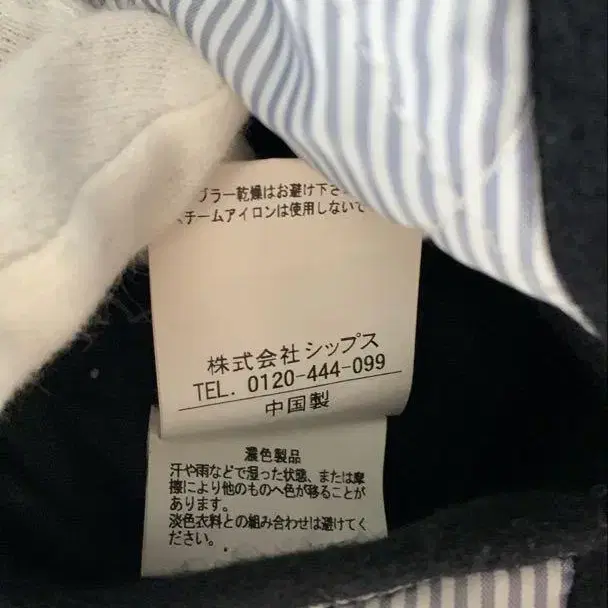 ブラー乾燥はお避け下さ
スチームアイロンは使用しないで
株式会社 シップス
TEL. 0120-444-099
中国製
濃色製品
汗や雨などで湿った状態、または摩
擦により他のものへ色が移ることが
あります。
淡色衣料との組み合わせは避けてく
ださい。